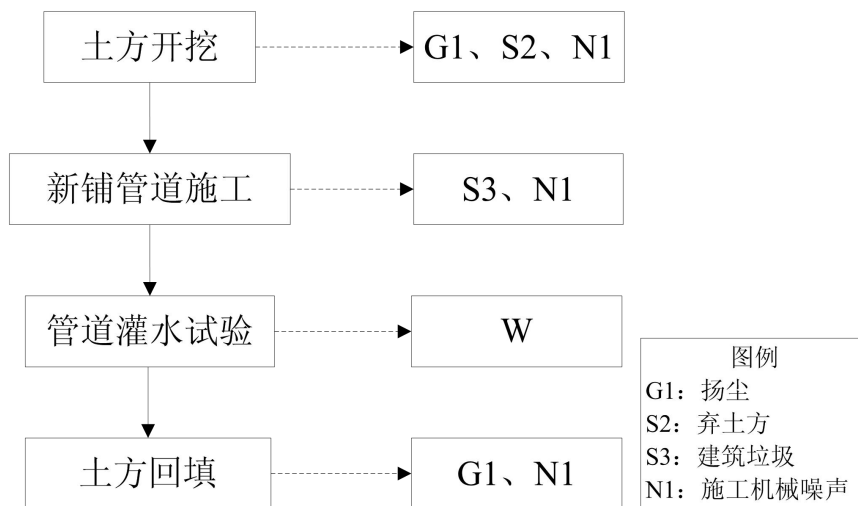 土方开挖
G1、S2、N1
新铺管道施工
S3、N1
管道灌水试验
W
土方回填
G1、N1
图例
G1：扬尘
S2：弃土方
S3：建筑垃圾
N1：施工机械噪声